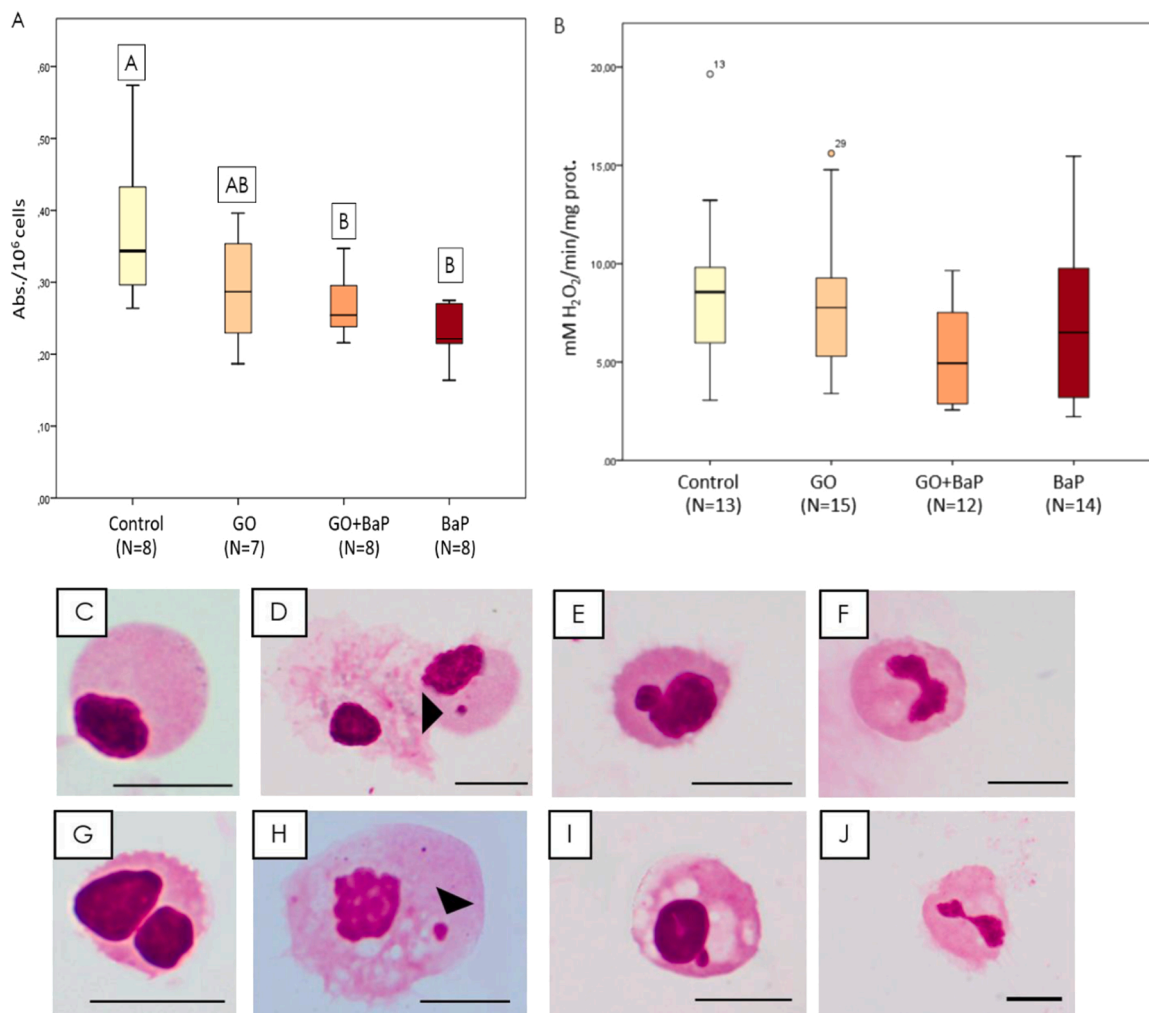 A
Abs./10⁶ cells
,60
,50
,40
,30
,20
,10
,00
A
AB
B
B
Control GO GO+BaP BaP
(N=8) (N=7) (N=8) (N=8)
B
mM H₂O₂/min/mg prot.
20,00
15,00
10,00
5,00
,00
13
29
Control GO GO+BaP BaP
(N=13) (N=15) (N=12) (N=14)
C D E F
G H I J